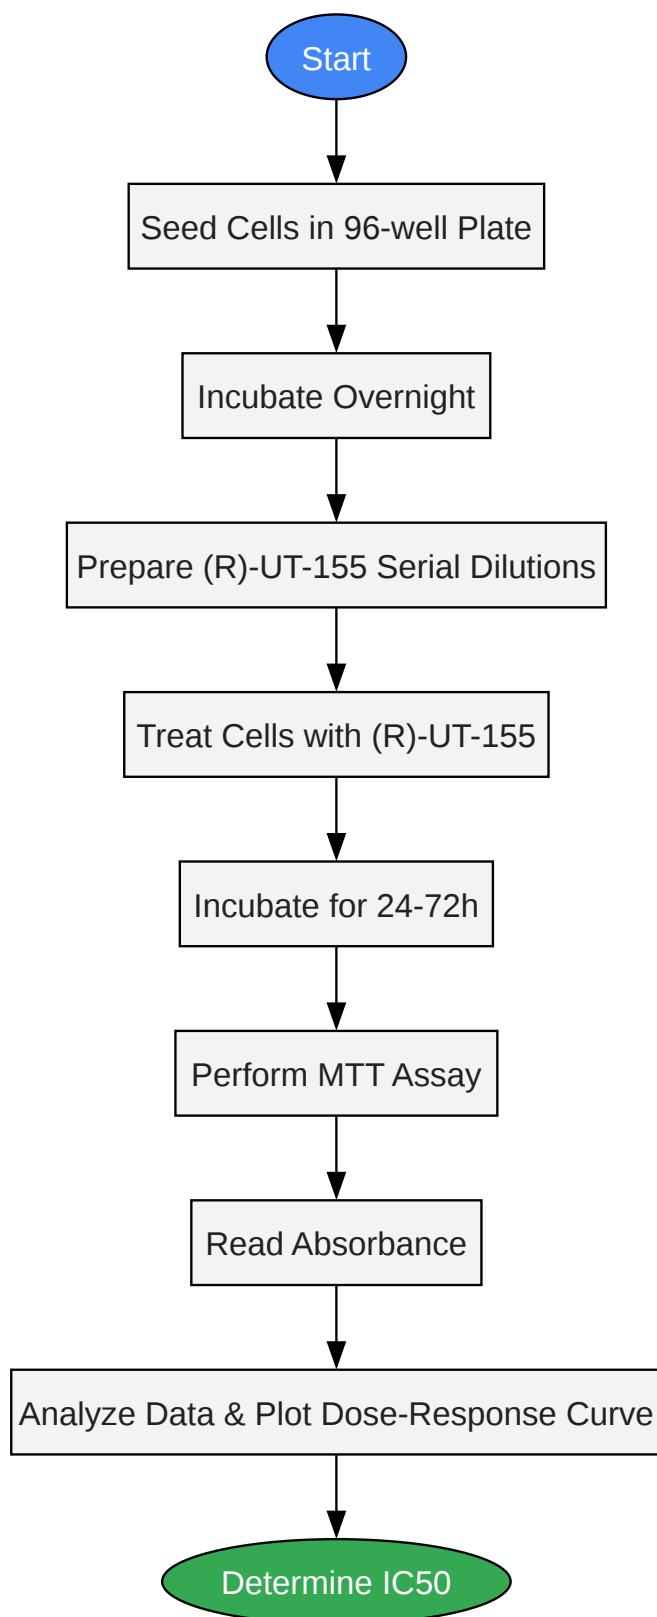 Start
Seed Cells in 96-well Plate
Incubate Overnight
Prepare (R)-UT-155 Serial Dilutions
Treat Cells with (R)-UT-155
Incubate for 24-72h
Perform MTT Assay
Read Absorbance
Analyze Data & Plot Dose-Response Curve
Determine IC50